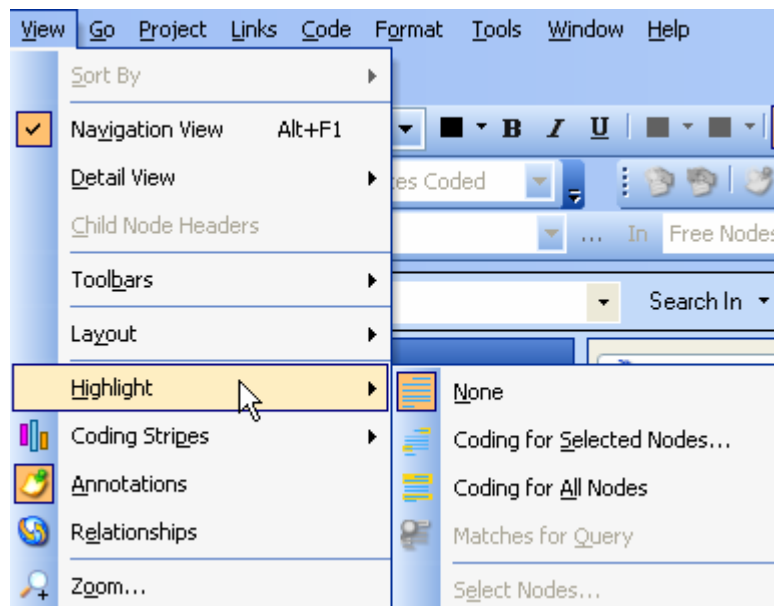 View Go Project Links Code Format Tools Window Help
Sort By
Navigation View Alt+F1
B I U
Detail View
es Coded
Child Node Headers
In Free Nodes
Toolbars
Search In
Layout
Highlight
None
Coding Stripes
Coding for Selected Nodes...
Annotations
Coding for All Nodes
Relationships
Matches for Query
Zoom...
Select Nodes...